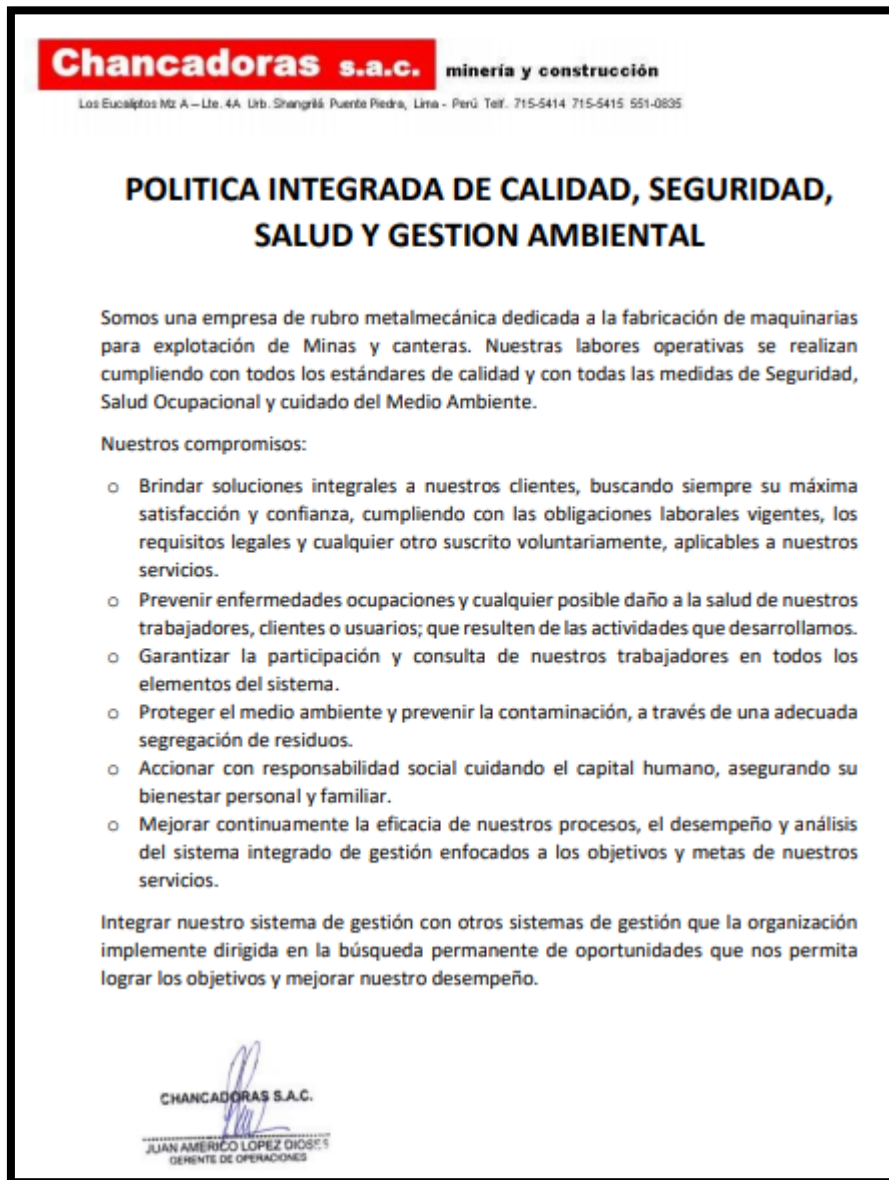 Chancadoras s.a.c. minería y construcción
Los Eucaliptos Mz A – Lte. 4A Urb. Shangrilá Puente Piedra, Lima - Perú Telf. 715-5414 715-5415 551-0835
POLITICA INTEGRADA DE CALIDAD, SEGURIDAD,
SALUD Y GESTION AMBIENTAL
Somos una empresa de rubro metalmecánica dedicada a la fabricación de maquinarias
para explotación de Minas y canteras. Nuestras labores operativas se realizan
cumpliendo con todos los estándares de calidad y con todas las medidas de Seguridad,
Salud Ocupacional y cuidado del Medio Ambiente.
Nuestros compromisos:
o Brindar soluciones integrales a nuestros clientes, buscando siempre su máxima
satisfacción y confianza, cumpliendo con las obligaciones laborales vigentes, los
requisitos legales y cualquier otro suscrito voluntariamente, aplicables a nuestros
servicios.
o Prevenir enfermedades ocupaciones y cualquier posible daño a la salud de nuestros
trabajadores, clientes o usuarios; que resulten de las actividades que desarrollamos.
o Garantizar la participación y consulta de nuestros trabajadores en todos los
elementos del sistema.
o Proteger el medio ambiente y prevenir la contaminación, a través de una adecuada
segregación de residuos.
o Accionar con responsabilidad social cuidando el capital humano, asegurando su
bienestar personal y familiar.
o Mejorar continuamente la eficacia de nuestros procesos, el desempeño y análisis
del sistema integrado de gestión enfocados a los objetivos y metas de nuestros
servicios.
Integrar nuestro sistema de gestión con otros sistemas de gestión que la organización
implemente dirigida en la búsqueda permanente de oportunidades que nos permita
lograr los objetivos y mejorar nuestro desempeño.
CHANCADORAS S.A.C.
JUAN AMERICO LOPEZ DIOSES
GERENTE DE OPERACIONES